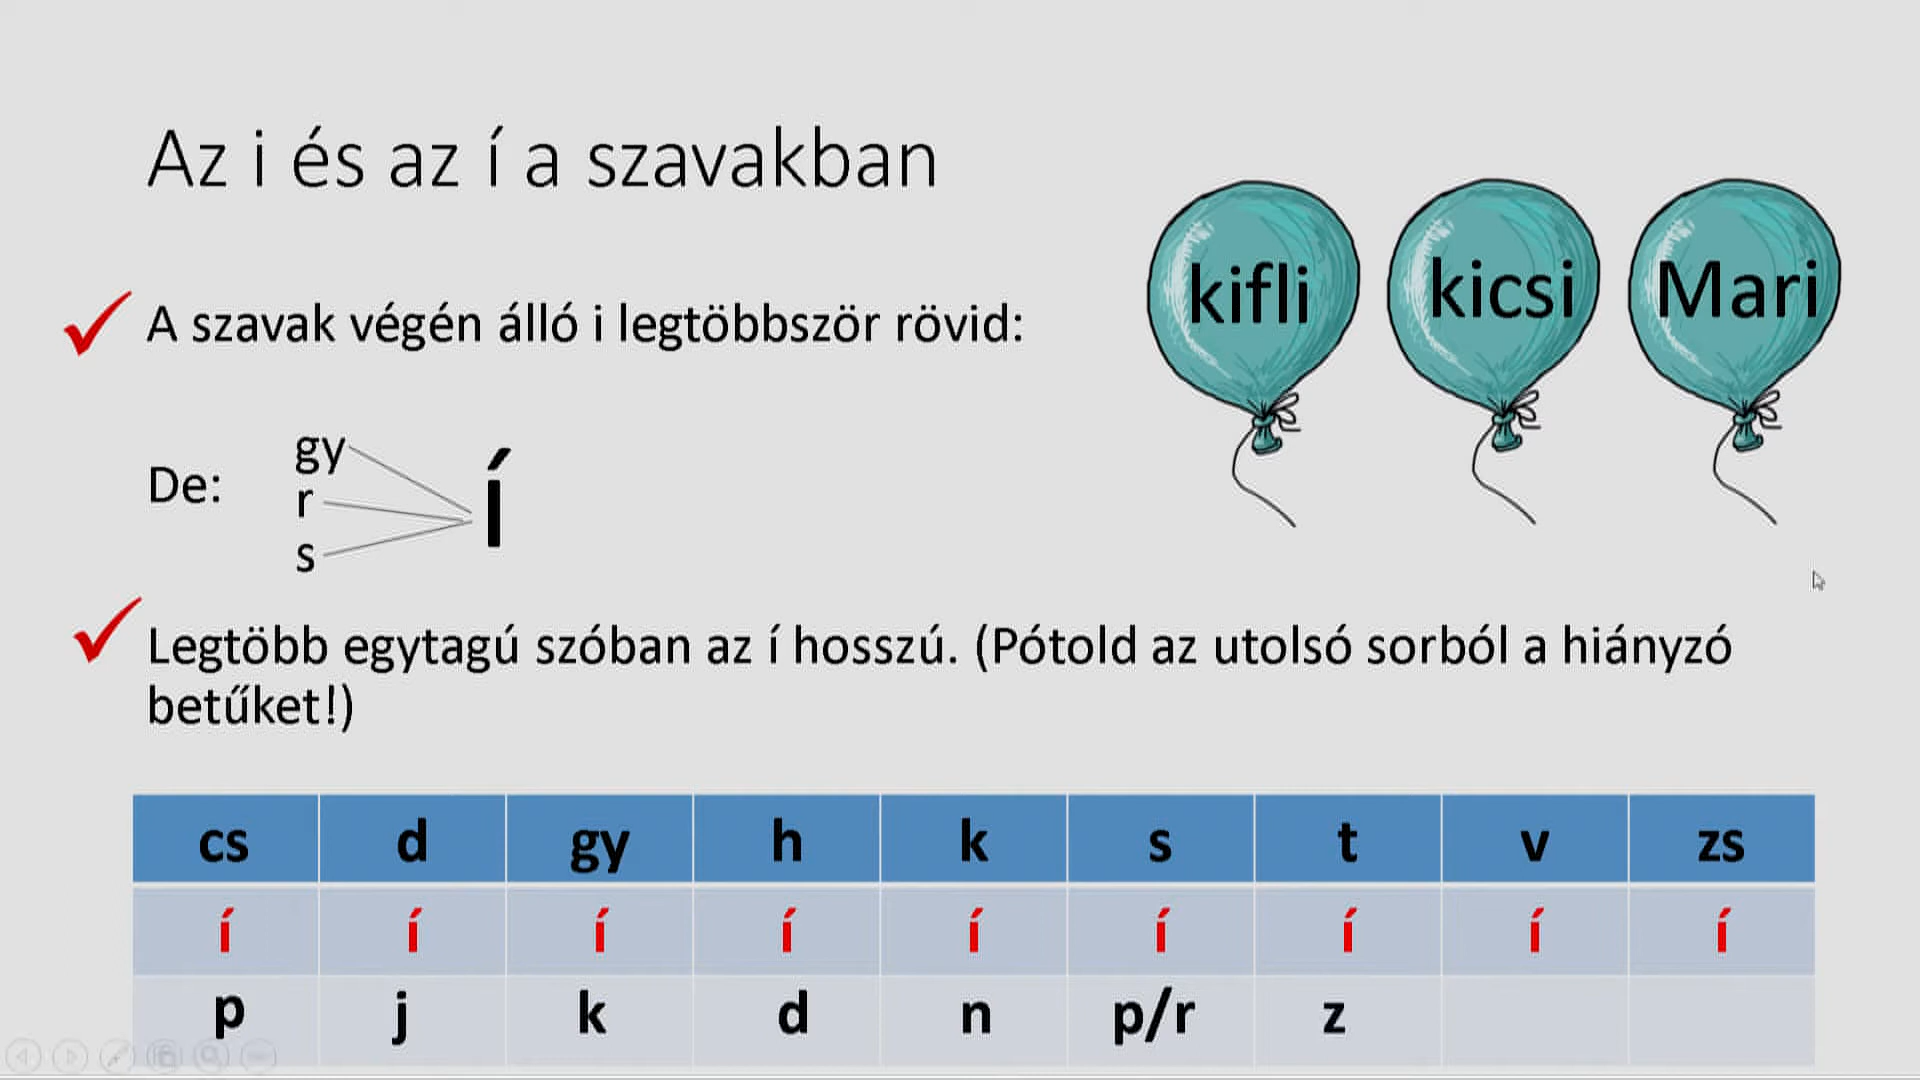 Az i és az í a szavakban
kifli
kicsi
Mari
A szavak végén álló i legtöbbször rövid:
De:
gy
r
s
í
Legtöbb egytagú szóban az í hosszú. (Pótold az utolsó sorból a hiányzó
betűket!)
cs d gy h k s t v zs
í í í í í í í í í
p j k d n p/r z